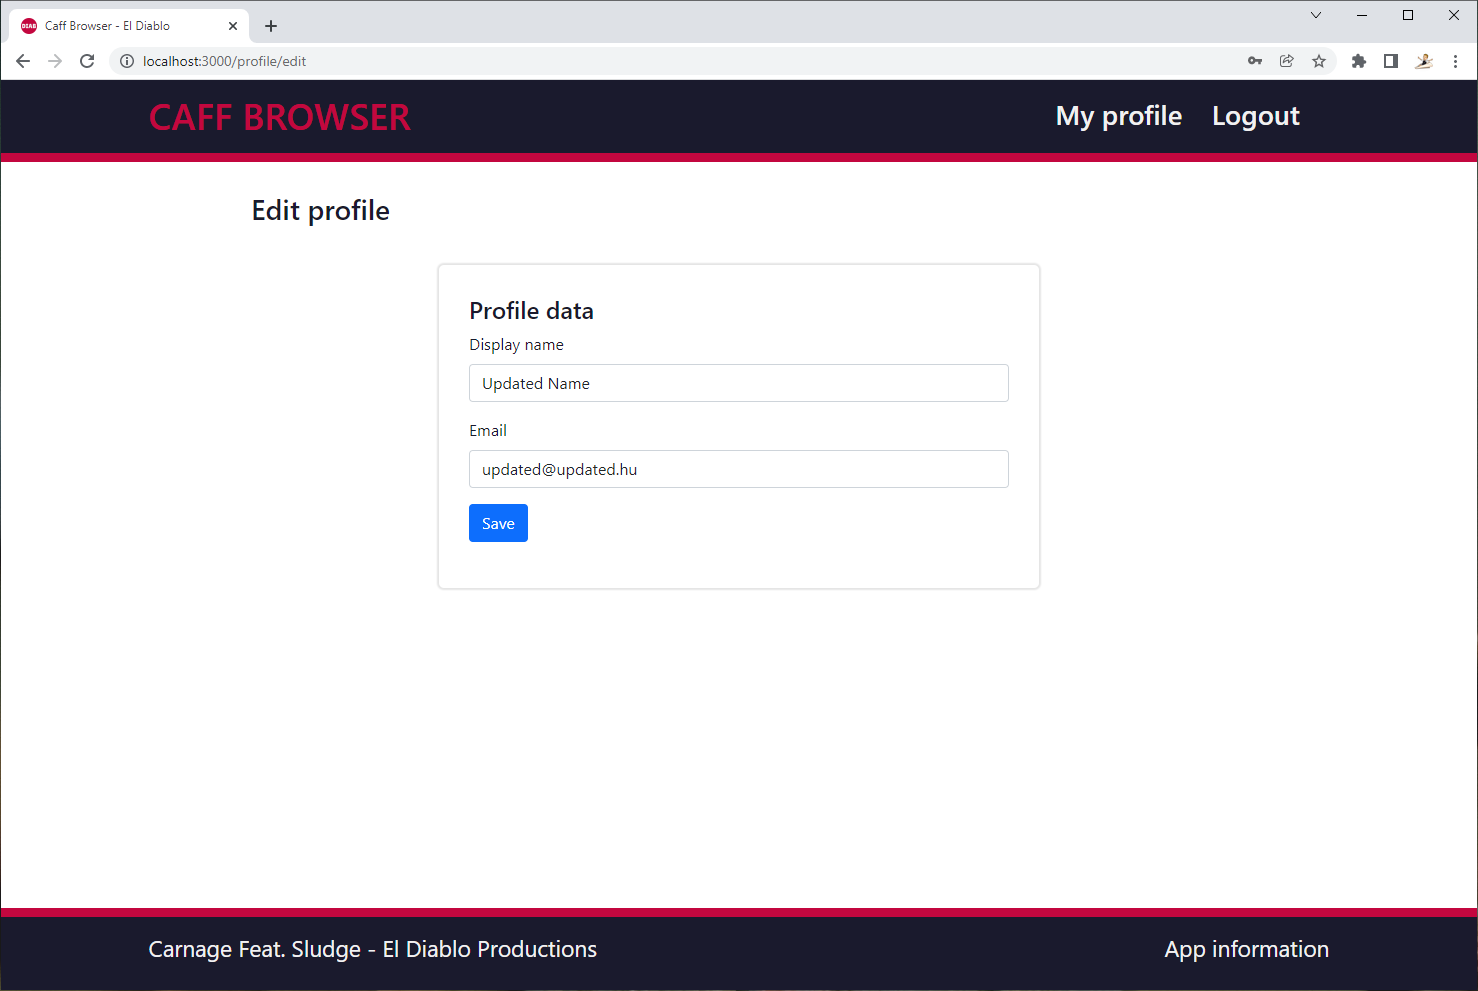 Caff Browser - El Diablo
localhost:3000/profile/edit
CAFF BROWSER
My profile
Logout
Edit profile
Profile data
Display name
Updated Name
Email
updated@updated.hu
Save
Carnage Feat. Sludge - El Diablo Productions
App information